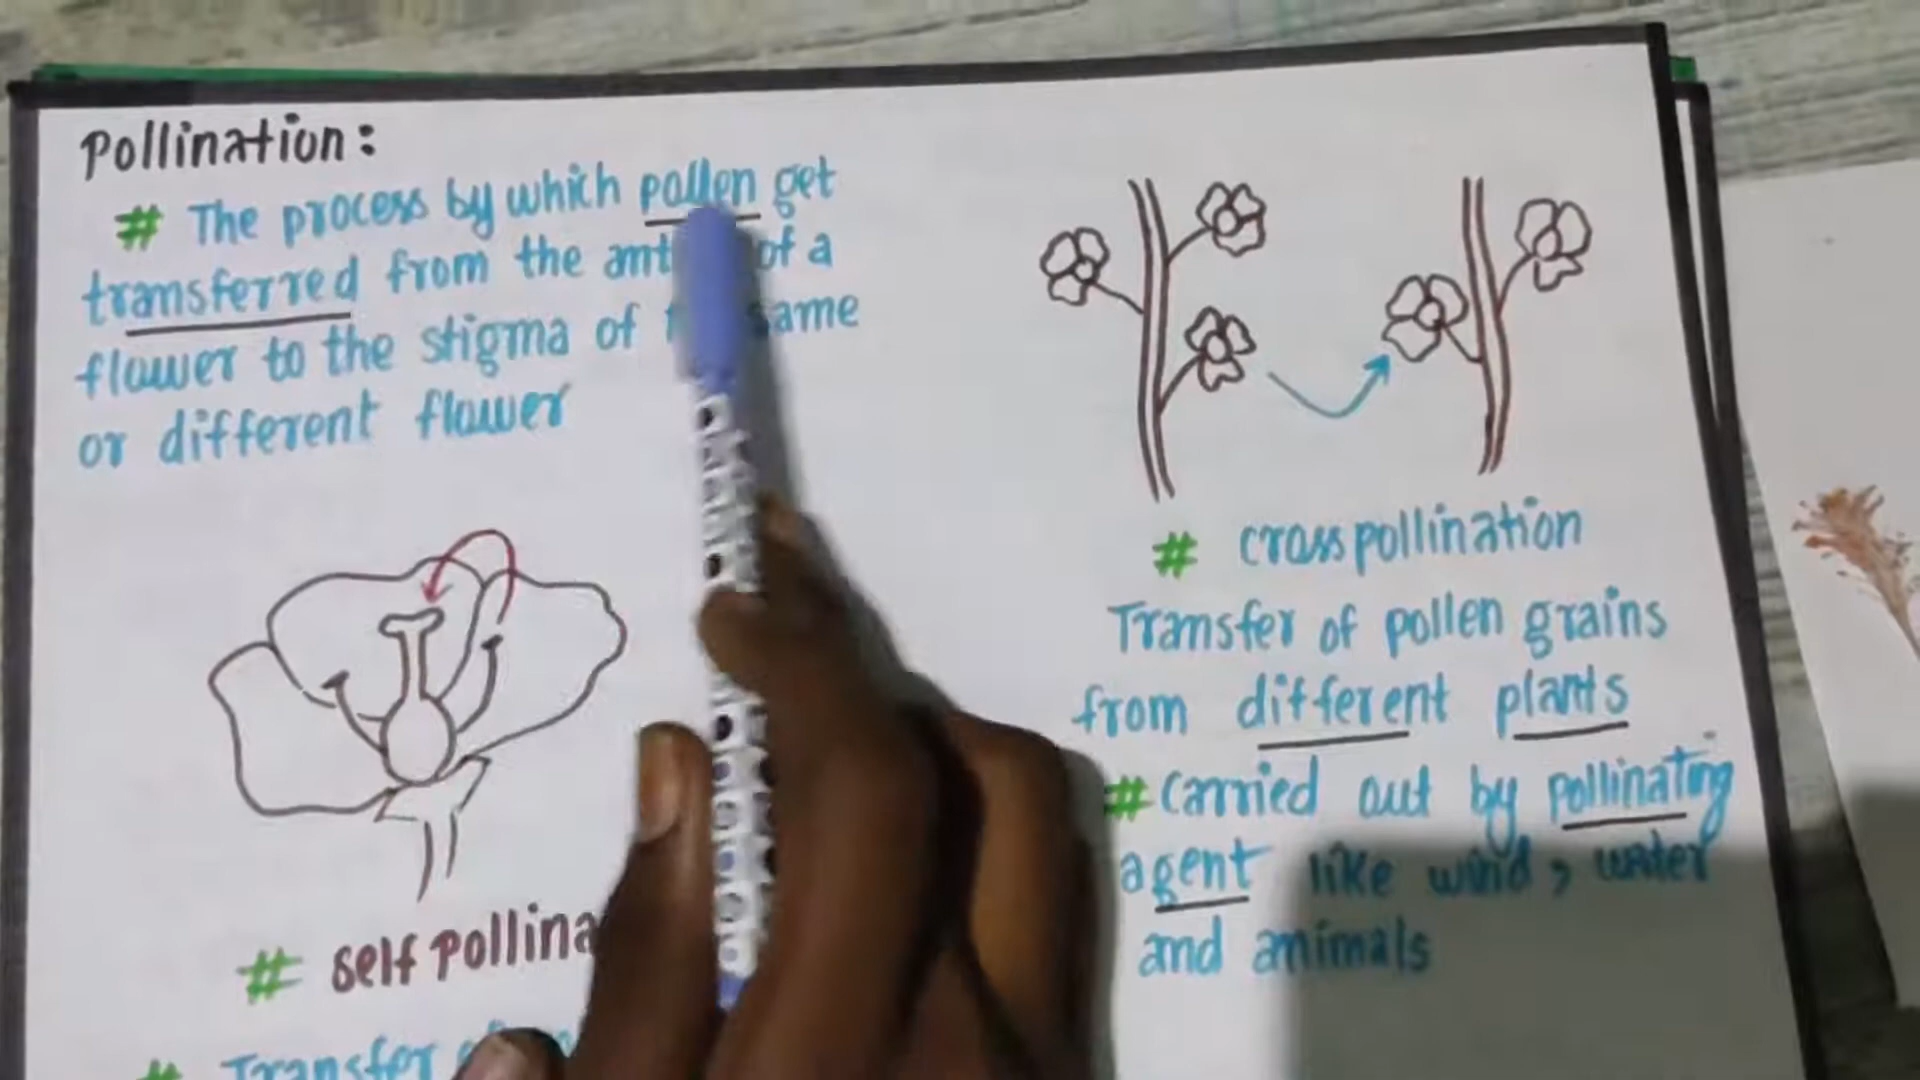 Pollination:
# The process by which pollen get
transferred from the of a
flower to the stigma of same
or different flower
# self
# Transfer
# cross pollination
Transfer of pollen grains
from different plants
# carried out by pollinating
agent like wind, water
and animals